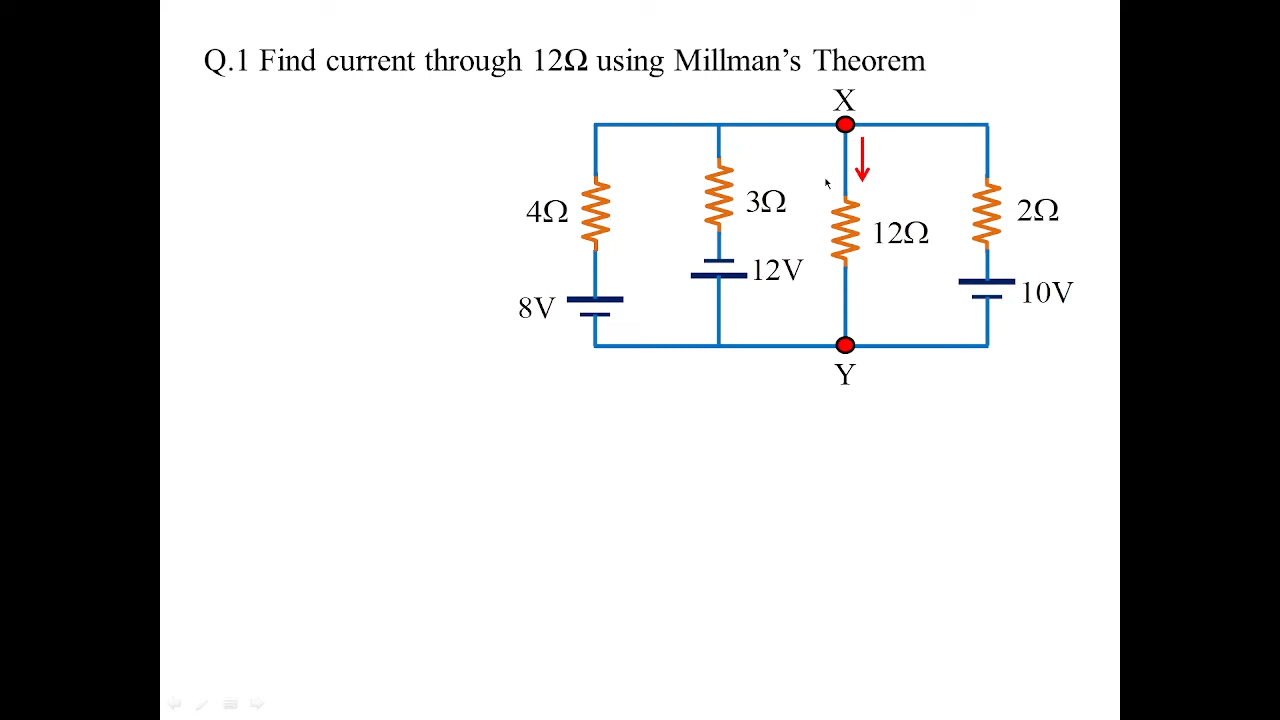 Q.1 Find current through 12Ω using Millman’s Theorem
X
4Ω
3Ω
12Ω
2Ω
8V
12V
10V
Y